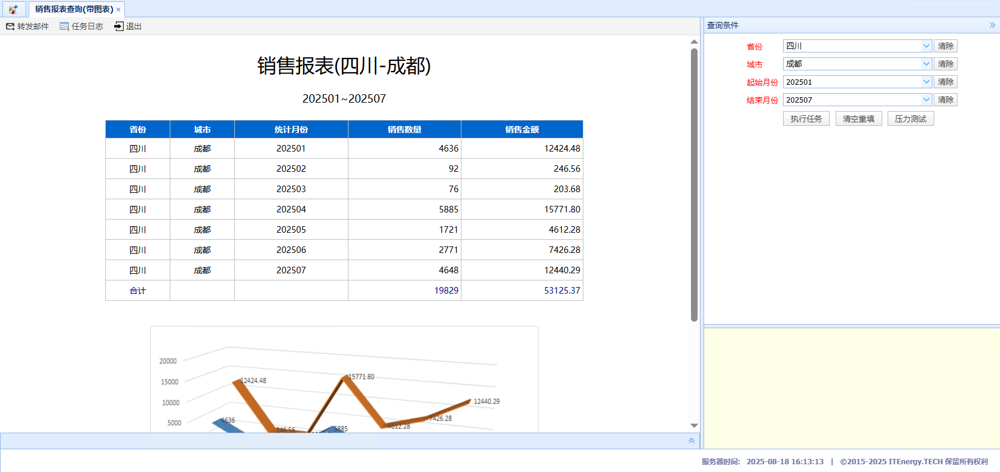 销售报表查询(带图表) ×
转发邮件 任务日志 退出
销售报表(四川-成都)
202501~202507
省份 城市 统计月份 销售数量 销售金额
四川 成都 202501 4636 12424.48
四川 成都 202502 92 246.56
四川 成都 202503 76 203.68
四川 成都 202504 5885 15771.80
四川 成都 202505 1721 4612.28
四川 成都 202506 2771 7426.28
四川 成都 202507 4648 12440.29
合计 19829 53125.37
20000
15000
10000
5000
12424.48
15771.80
12440.29
7426.28
4612.28
246.56
4636
5885
查询条件
省份 四川 清除
城市 成都 清除
起始月份 202501 清除
结束月份 202507 清除
执行任务 清空重填 压力测试
服务器时间: 2025-08-18 16:13:13 | ©2015-2025 ITEnergy.TECH 保留所有权利